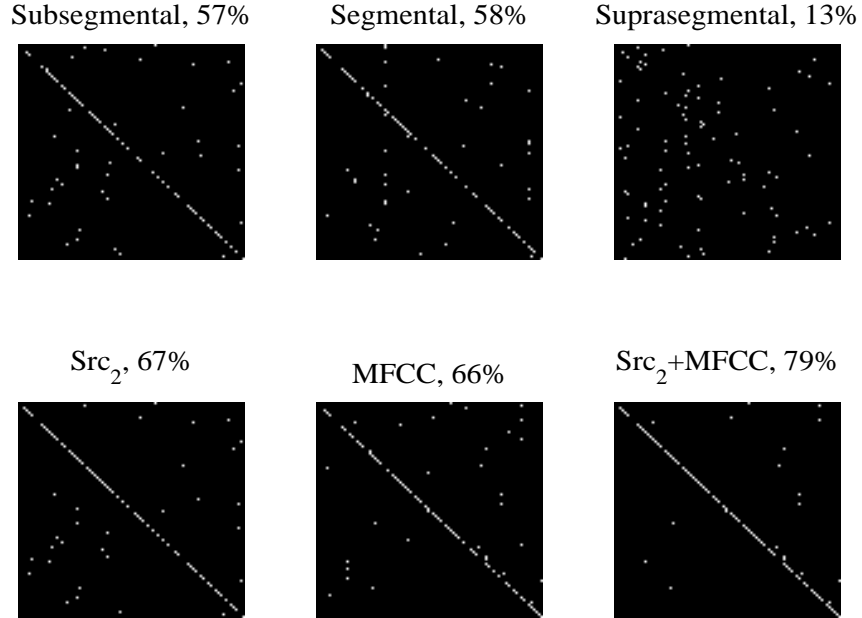 Subsegmental, 57%
Segmental, 58%
Suprasegmental, 13%
Src₂, 67%
MFCC, 66%
Src₂+MFCC, 79%